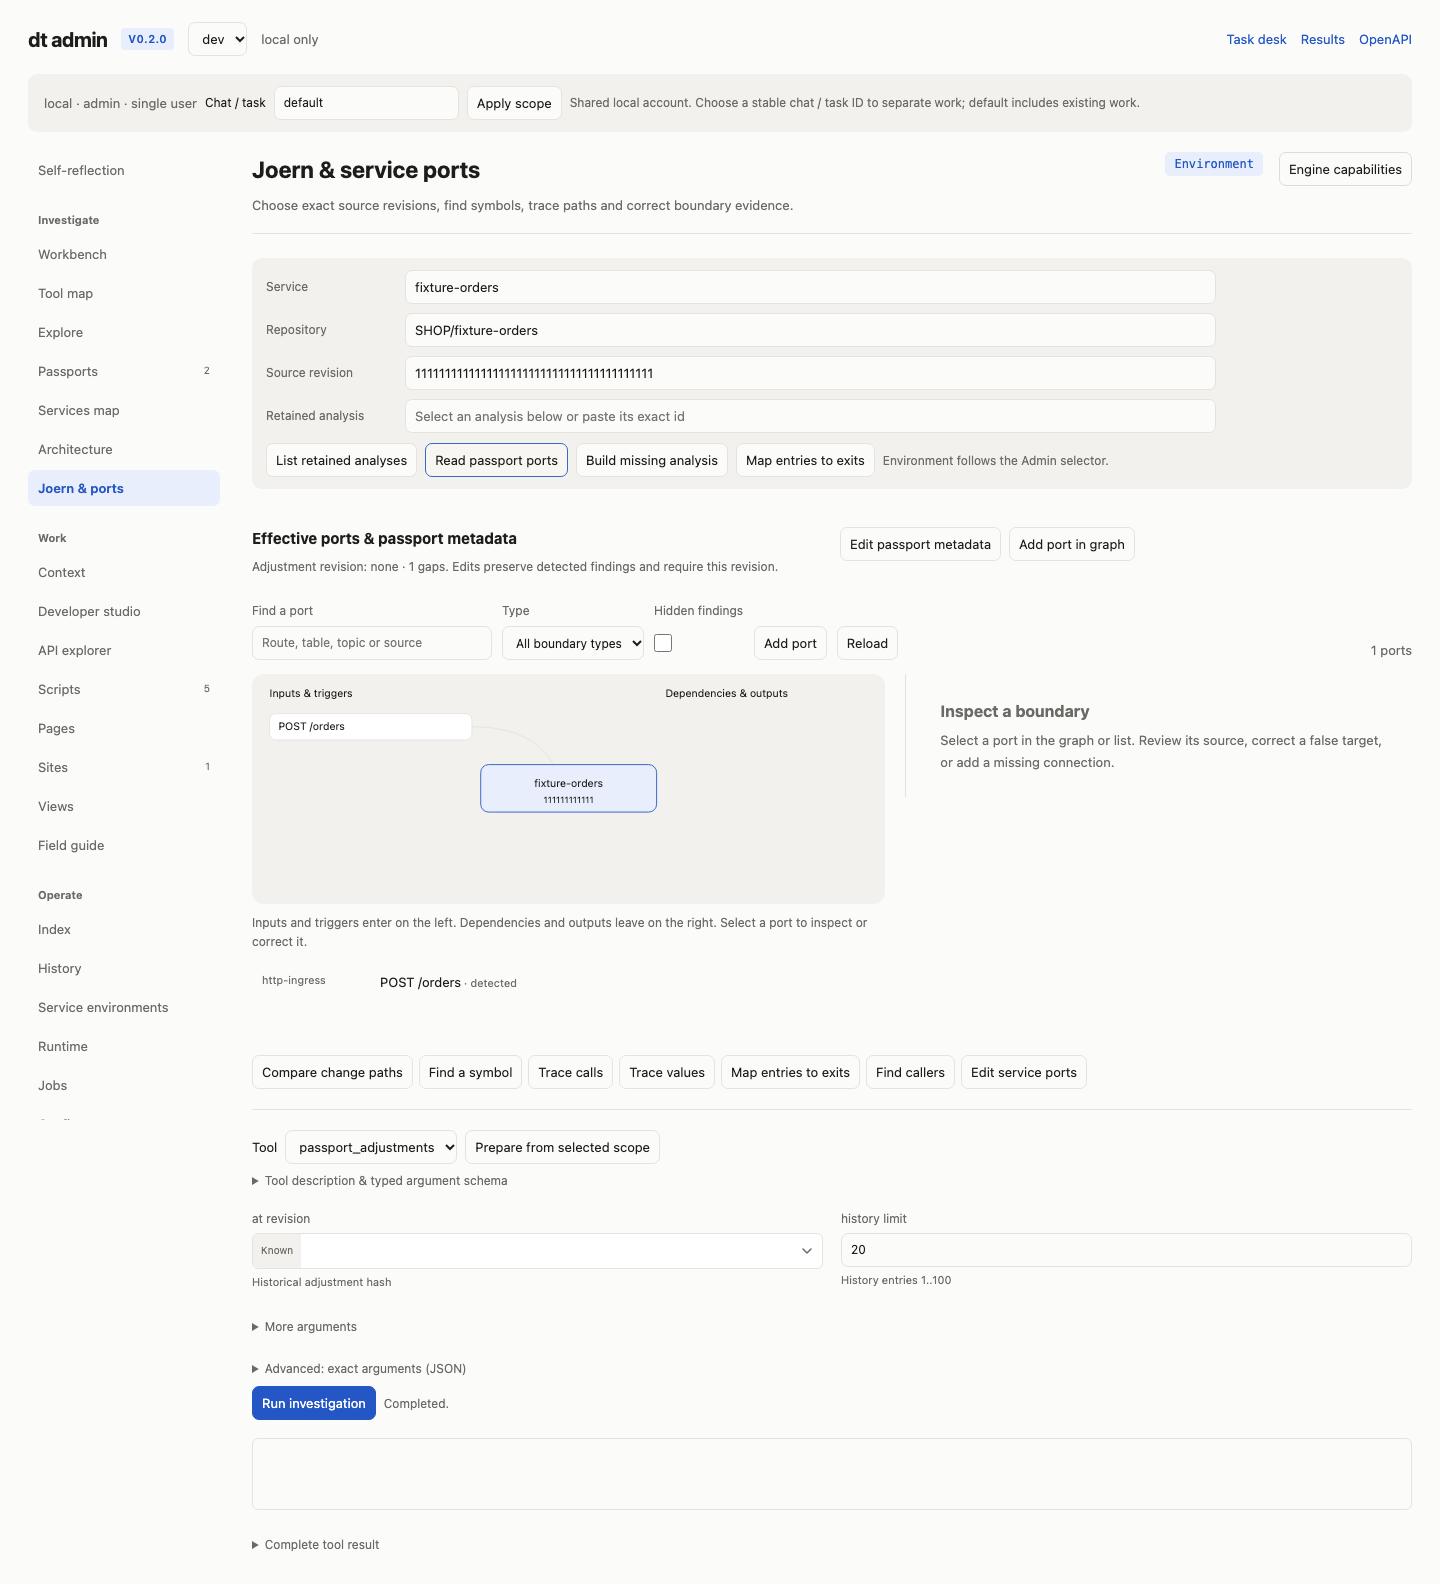 dt admin V0.2.0 dev local only Task desk Results OpenAPI
local · admin · single user Chat / task default Apply scope Shared local account. Choose a stable chat / task ID to separate work; default includes existing work.
Self-reflection
Investigate
Workbench
Tool map
Explore
Passports 2
Services map
Architecture
Joern & ports
Work
Context
Developer studio
API explorer
Scripts 5
Pages
Sites 1
Views
Field guide
Operate
Index
History
Service environments
Runtime
Jobs
Joern & service ports Environment Engine capabilities
Choose exact source revisions, find symbols, trace paths and correct boundary evidence.
Service fixture-orders
Repository SHOP/fixture-orders
Source revision 1111111111111111111111111111111111111111
Retained analysis Select an analysis below or paste its exact id
List retained analyses Read passport ports Build missing analysis Map entries to exits Environment follows the Admin selector.
Effective ports & passport metadata Edit passport metadata Add port in graph
Adjustment revision: none · 1 gaps. Edits preserve detected findings and require this revision.
Find a port Type Hidden findings
Route, table, topic or source All boundary types Add port Reload 1 ports
Inputs & triggers Dependencies & outputs
POST /orders
fixture-orders
111111111111
Inspect a boundary
Select a port in the graph or list. Review its source, correct a false target,
or add a missing connection.
Inputs and triggers enter on the left. Dependencies and outputs leave on the right. Select a port to inspect or
correct it.
http-ingress POST /orders · detected
Compare change paths Find a symbol Trace calls Trace values Map entries to exits Find callers Edit service ports
Tool passport_adjustments Prepare from selected scope
Tool description & typed argument schema
at revision history limit
Known 20
Historical adjustment hash History entries 1..100
More arguments
Advanced: exact arguments (JSON)
Run investigation Completed.
Complete tool result